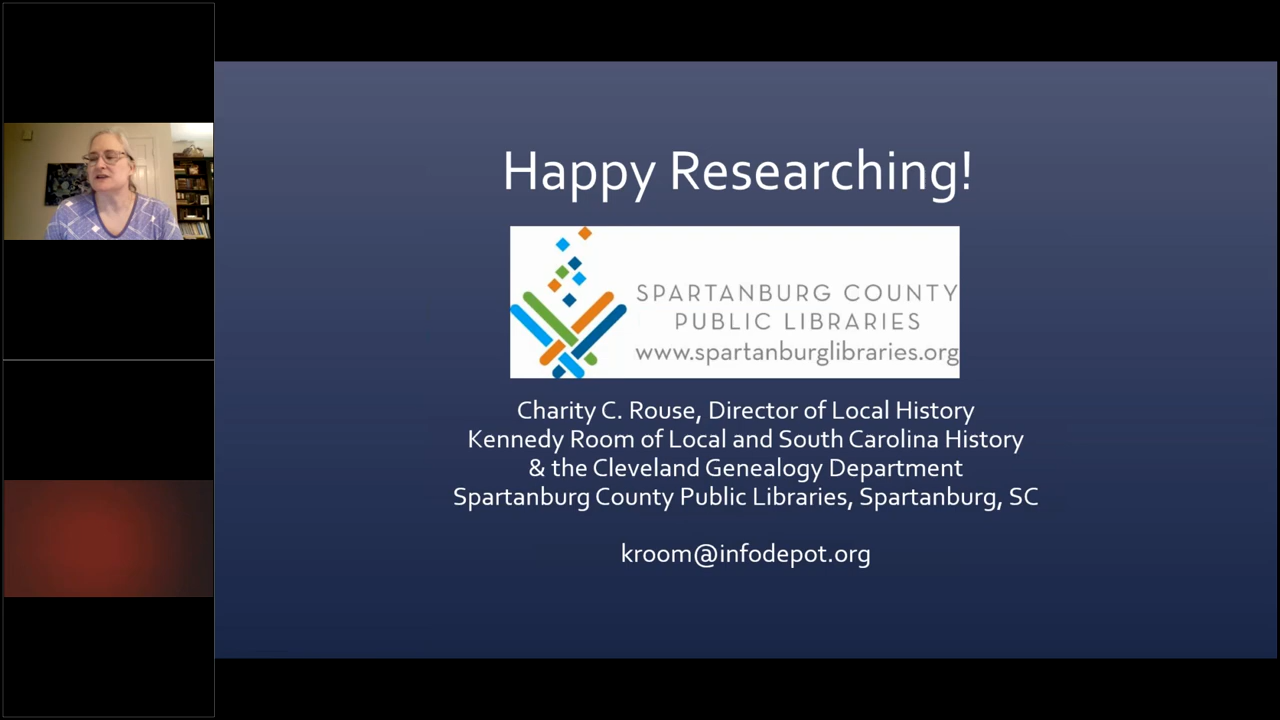 Happy Researching!
SPARTANBURG COUNTY
PUBLIC LIBRARIES
www.spartanburglibraries.org
Charity C. Rouse, Director of Local History
Kennedy Room of Local and South Carolina History
& the Cleveland Genealogy Department
Spartanburg County Public Libraries, Spartanburg, SC
kroom@infodepot.org